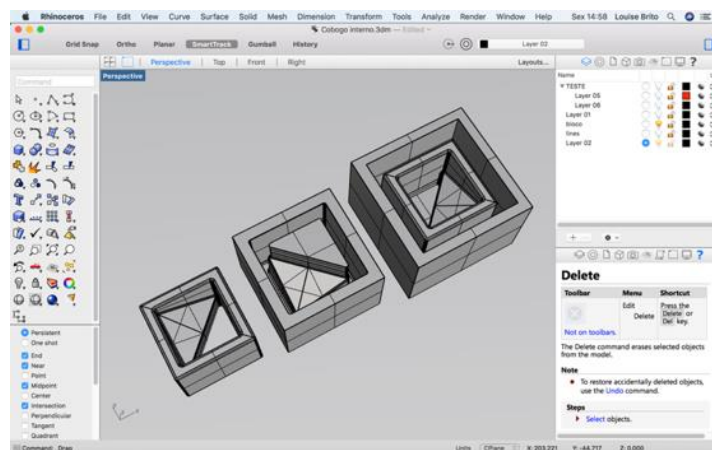 Rhinoceros File Edit View Curve Surface Solid Mesh Dimension Transform Tools Analyze Render Window Help Sex 14:58 Louise Brito
Cobogo interno.3dm — Edited
Grid Snap Ortho Planar SmartTrack Gumball History Layer 02
Perspective Top Front Right Layouts...
Perspective
Command
Name
TESTE
Layer 05
Layer 06
Layer 01
bloco
lines
Layer 02
Delete
Toolbar Menu Shortcut
Not on toolbars.
Edit
Delete
Press the
Delete or
Del key.
The Delete command erases selected objects
from the model.
Note
To restore accidentally deleted objects,
use the Undo command.
Steps
Select objects.
Persistent
One shot
End
Near
Point
Midpoint
Center
Intersection
Perpendicular
Tangent
Quadrant
Command: Drag Units CPlane X: 203.221 Y: -44.717 Z: 0.000